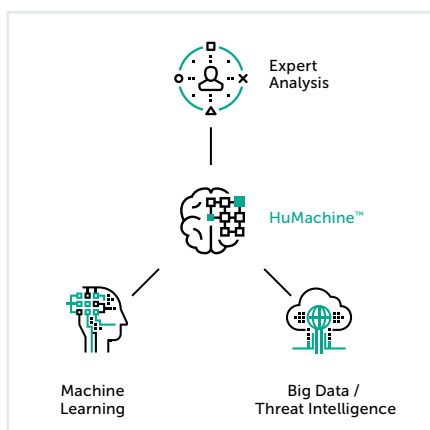 Expert
Analysis
HuMachine™
Machine
Learning
Big Data /
Threat Intelligence